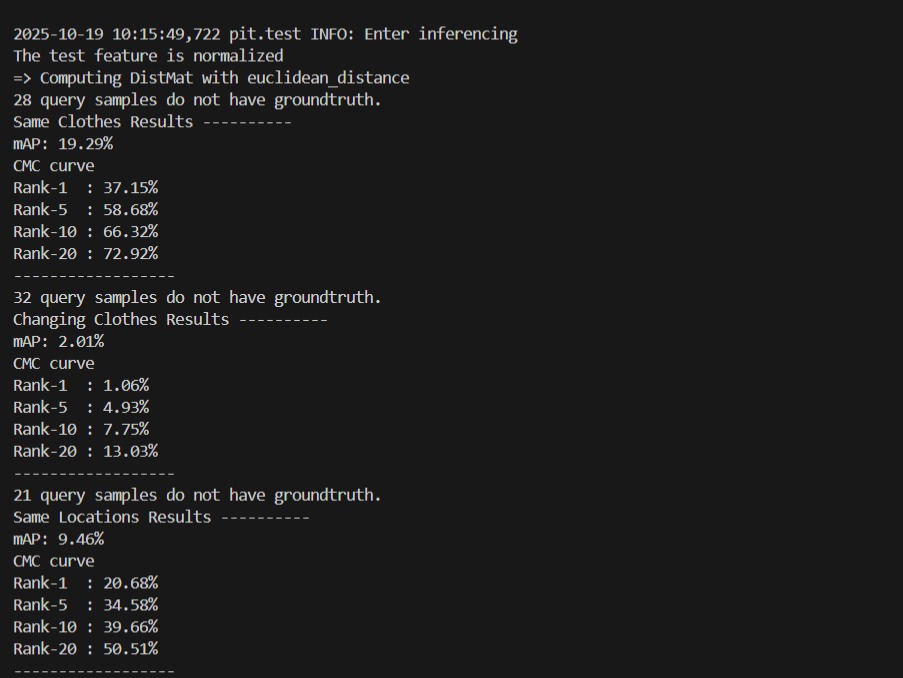 2025-10-19 10:15:49,722 pit.test INFO: Enter inferencing
The test feature is normalized
=> Computing DistMat with euclidean_distance
28 query samples do not have groundtruth.
Same Clothes Results ----------
mAP: 19.29%
CMC curve
Rank-1  : 37.15%
Rank-5  : 58.68%
Rank-10 : 66.32%
Rank-20 : 72.92%
------------------
32 query samples do not have groundtruth.
Changing Clothes Results ----------
mAP: 2.01%
CMC curve
Rank-1  : 1.06%
Rank-5  : 4.93%
Rank-10 : 7.75%
Rank-20 : 13.03%
------------------
21 query samples do not have groundtruth.
Same Locations Results ----------
mAP: 9.46%
CMC curve
Rank-1  : 20.68%
Rank-5  : 34.58%
Rank-10 : 39.66%
Rank-20 : 50.51%
------------------